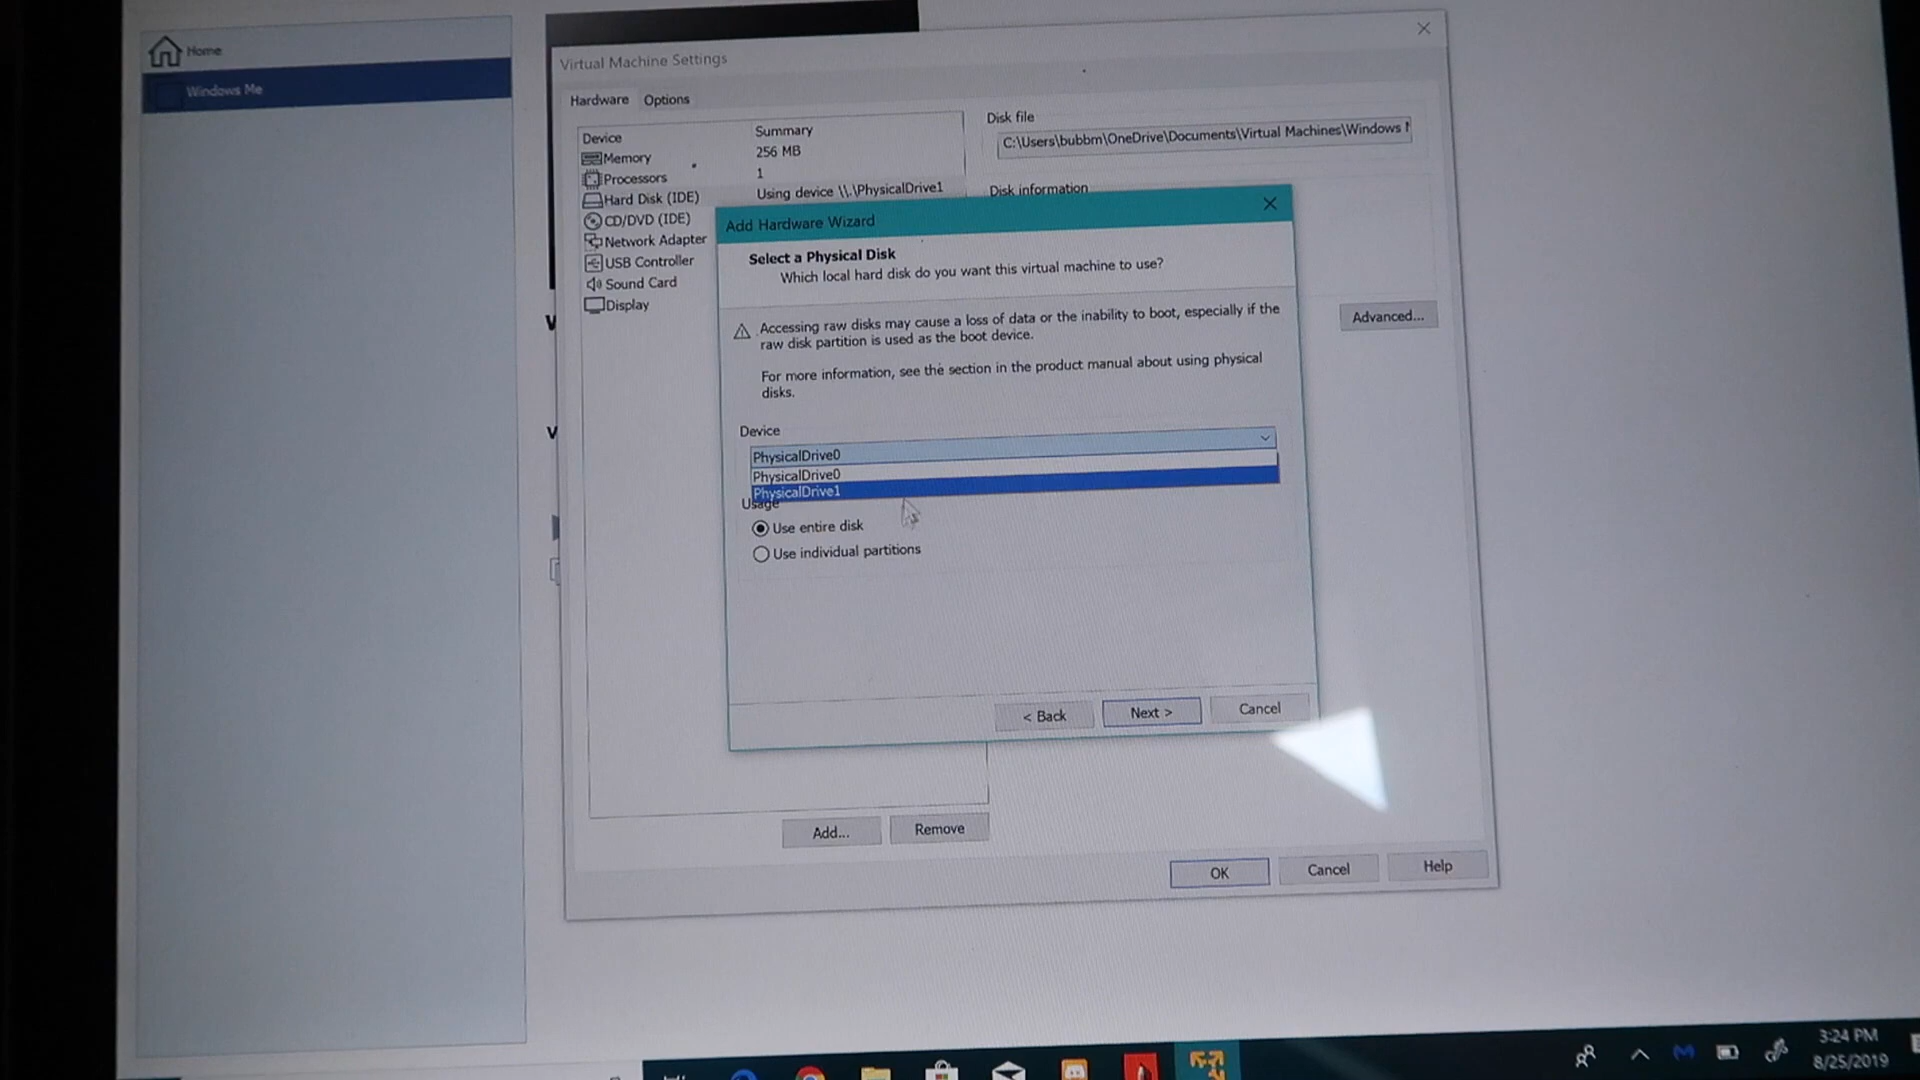 Home
Windows Me
Virtual Machine Settings
Hardware
Options
Device
Summary
Memory
256 MB
Processors
1
Hard Disk (IDE)
Using device \\.\PhysicalDrive1
CD/DVD (IDE)
Network Adapter
USB Controller
Sound Card
Display
Disk file
C:\Users\bubbm\OneDrive\Documents\Virtual Machines\Windows
Disk information
Advanced...
Add Hardware Wizard
Select a Physical Disk
Which local hard disk do you want this virtual machine to use?
Accessing raw disks may cause a loss of data or the inability to boot, especially if the
raw disk partition is used as the boot device.
For more information, see the section in the product manual about using physical
disks.
Device
PhysicalDrive0
PhysicalDrive0
PhysicalDrive1
Usage
Use entire disk
Use individual partitions
< Back
Next >
Cancel
Add...
Remove
OK
Cancel
Help
3:24 PM
8/25/2019